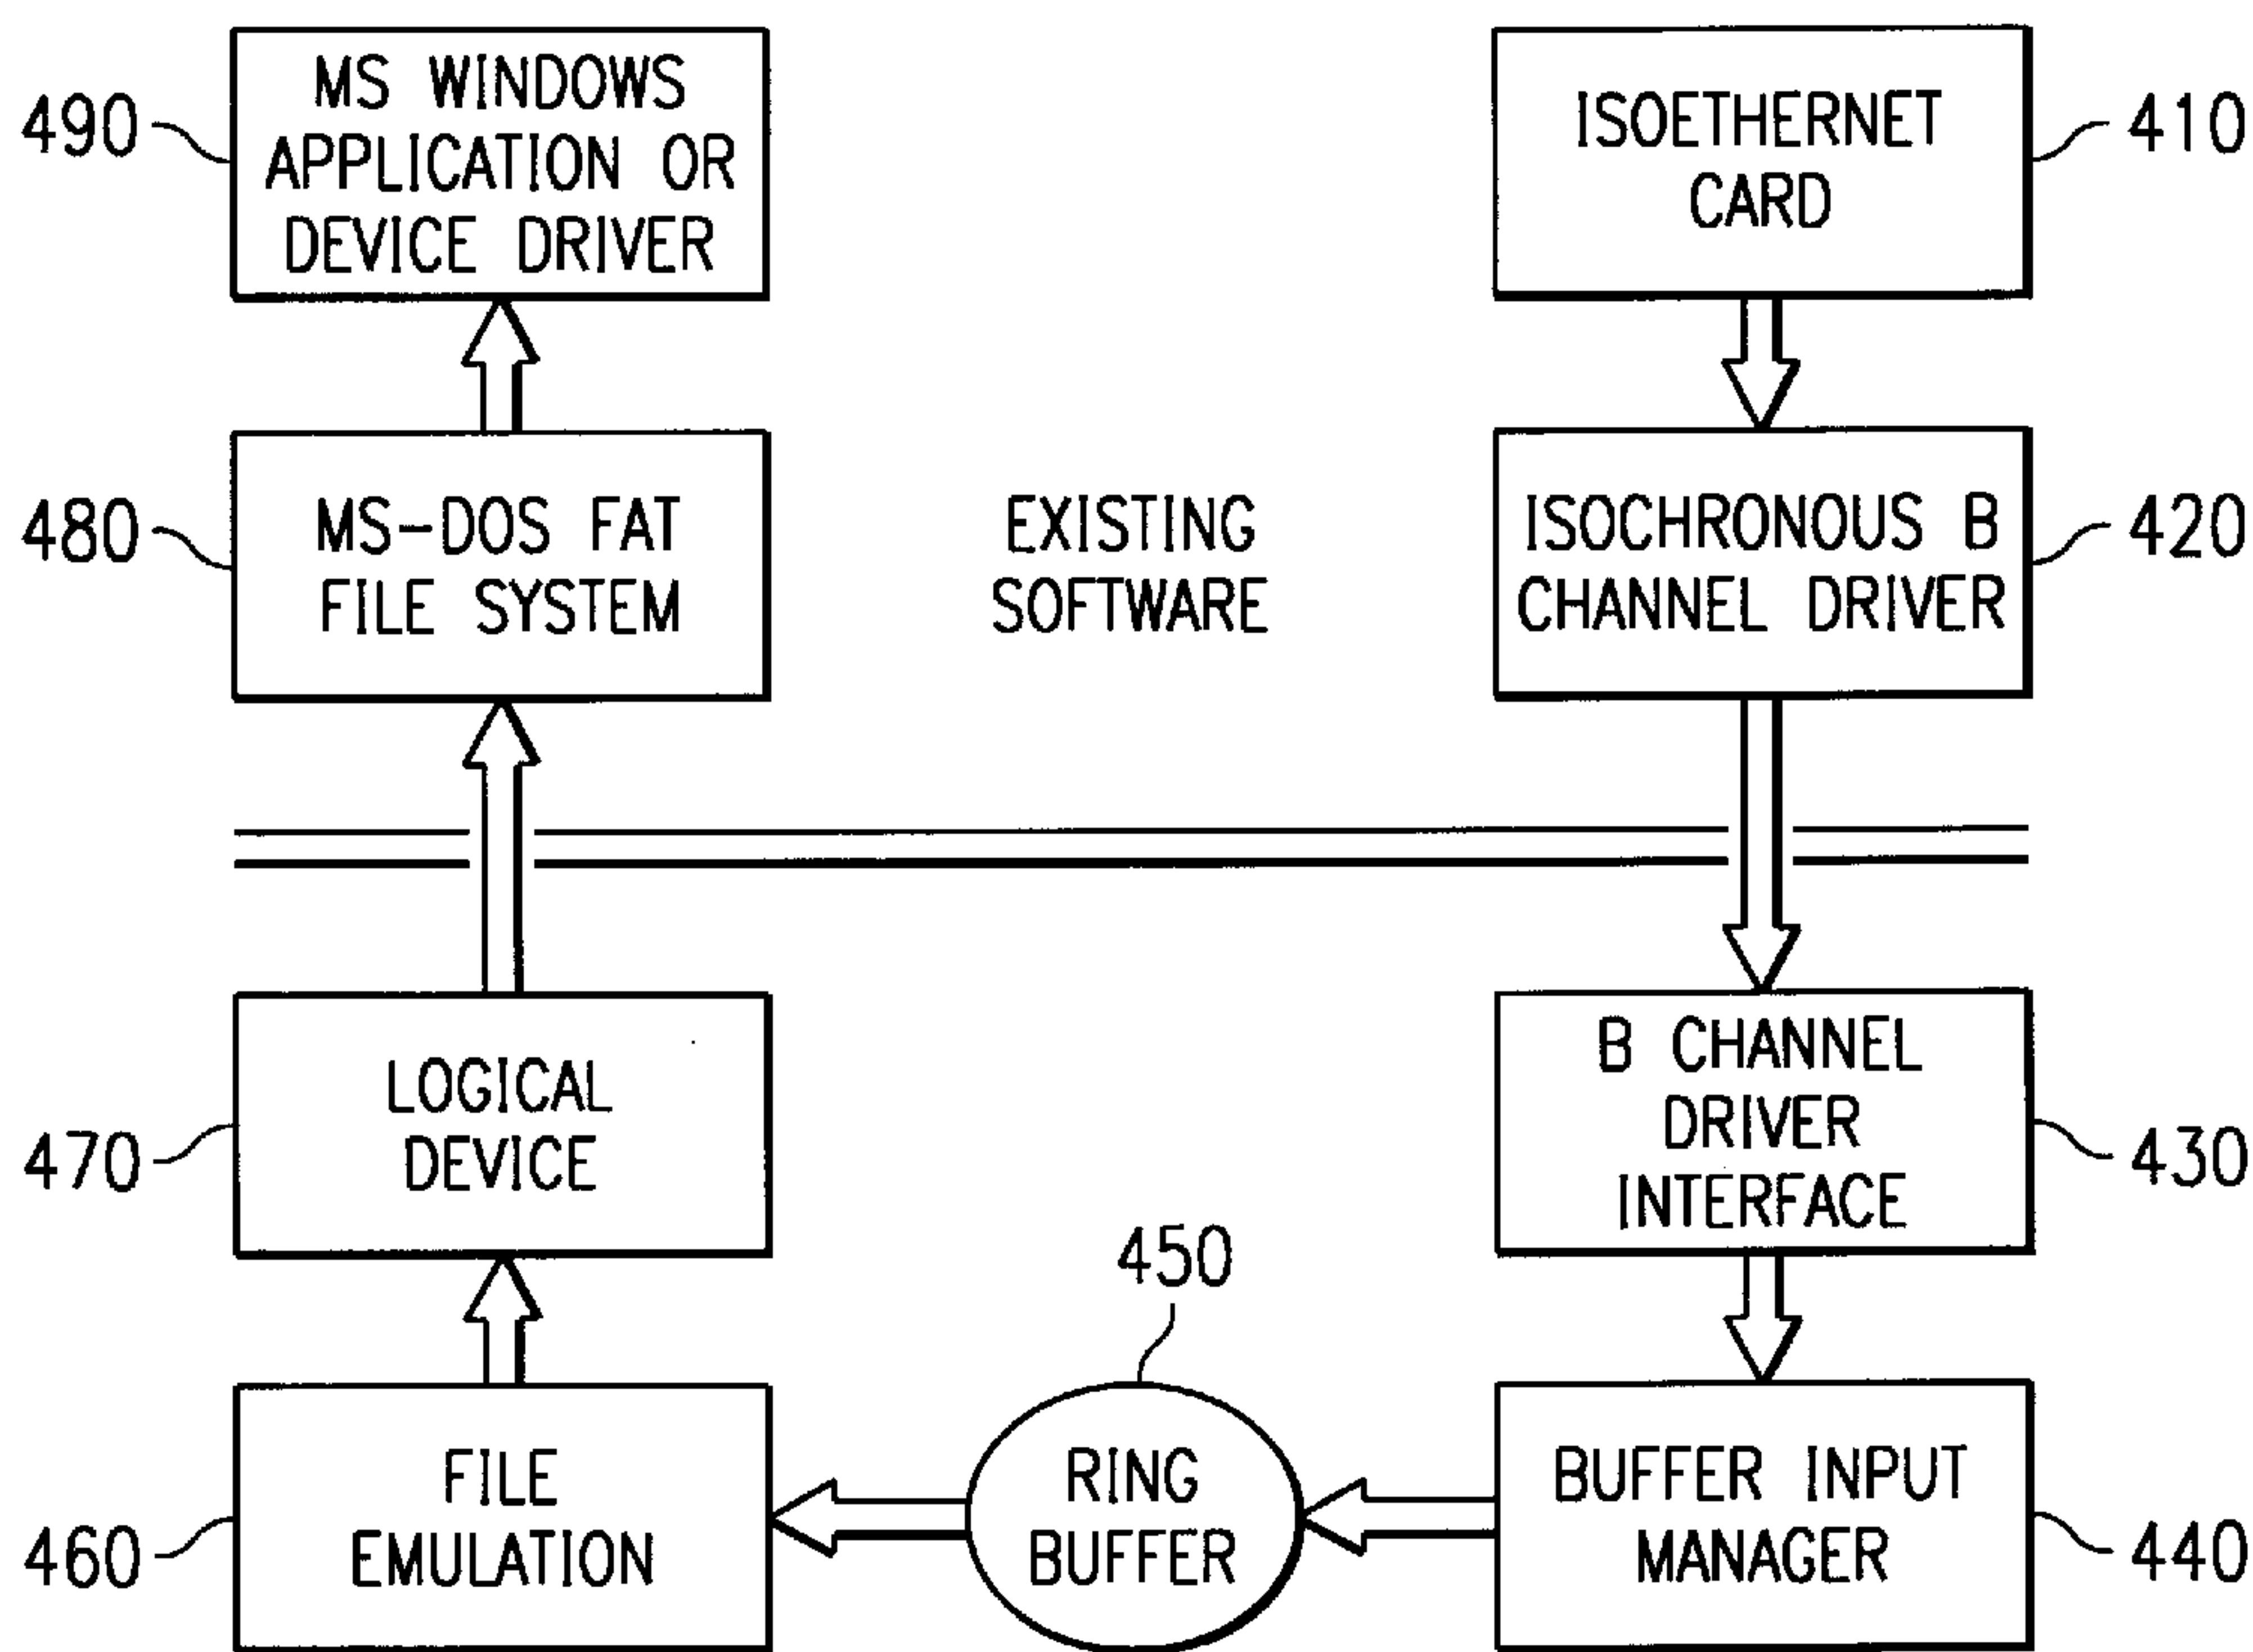 490
MS WINDOWS
APPLICATION OR
DEVICE DRIVER
ISOETHERNET
CARD
410
480
MS-DOS FAT
FILE SYSTEM
EXISTING
SOFTWARE
ISOCHRONOUS B
CHANNEL DRIVER
420
470
LOGICAL
DEVICE
B CHANNEL
DRIVER
INTERFACE
430
450
460
FILE
EMULATION
RING
BUFFER
BUFFER INPUT
MANAGER
440